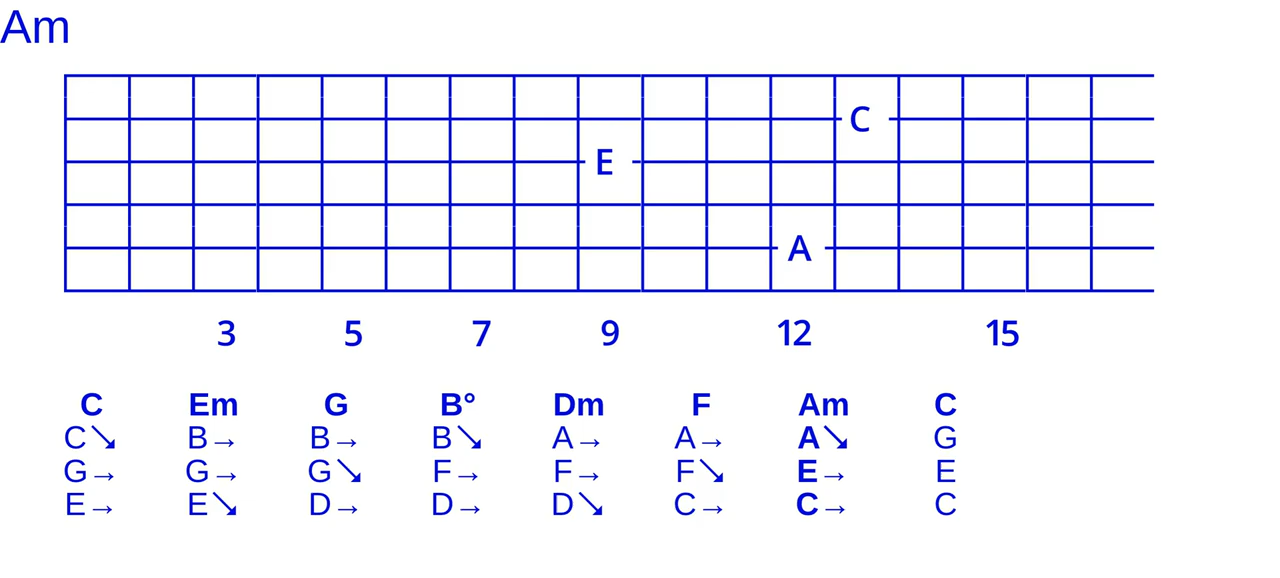 Am
C
E
A
3 5 7 9 12 15
C Em G B° Dm F Am C
C↘ B→ B→ B↘ A→ A→ A↘ G
G→ G→ G↘ F→ F→ F↘ E→ E
E→ E↘ D→ D→ D↘ C→ C→ C